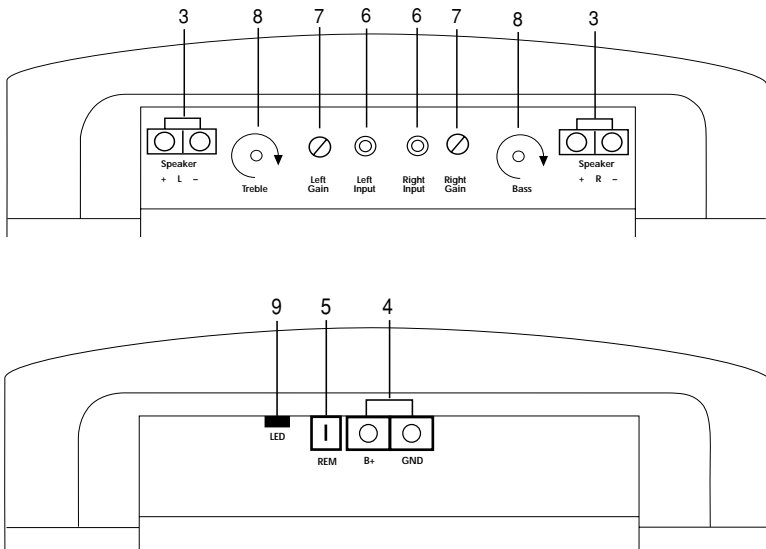 3 8 7 6 6 7 8 3
Speaker Speaker
+ L – Treble Left Gain Left Input Right Input Right Gain Bass + R –
9 5 4
LED
REM B+ GND